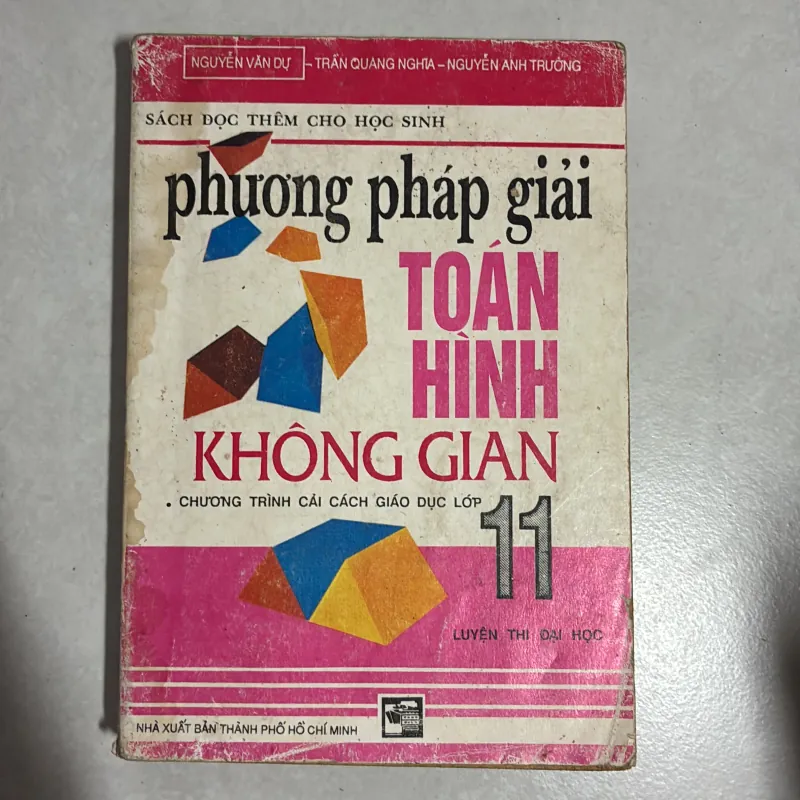 NGUYỄN VĂN DỰ - TRẦN QUANG NGHĨA - NGUYỄN ANH TRƯỜNG
SÁCH ĐỌC THÊM CHO HỌC SINH
phương pháp giải
TOÁN
HÌNH
KHÔNG GIAN
. CHƯƠNG TRÌNH CẢI CÁCH GIÁO DỤC LỚP 11
LUYỆN THI ĐẠI HỌC
NHÀ XUẤT BẢN THÀNH PHỐ HỒ CHÍ MINH